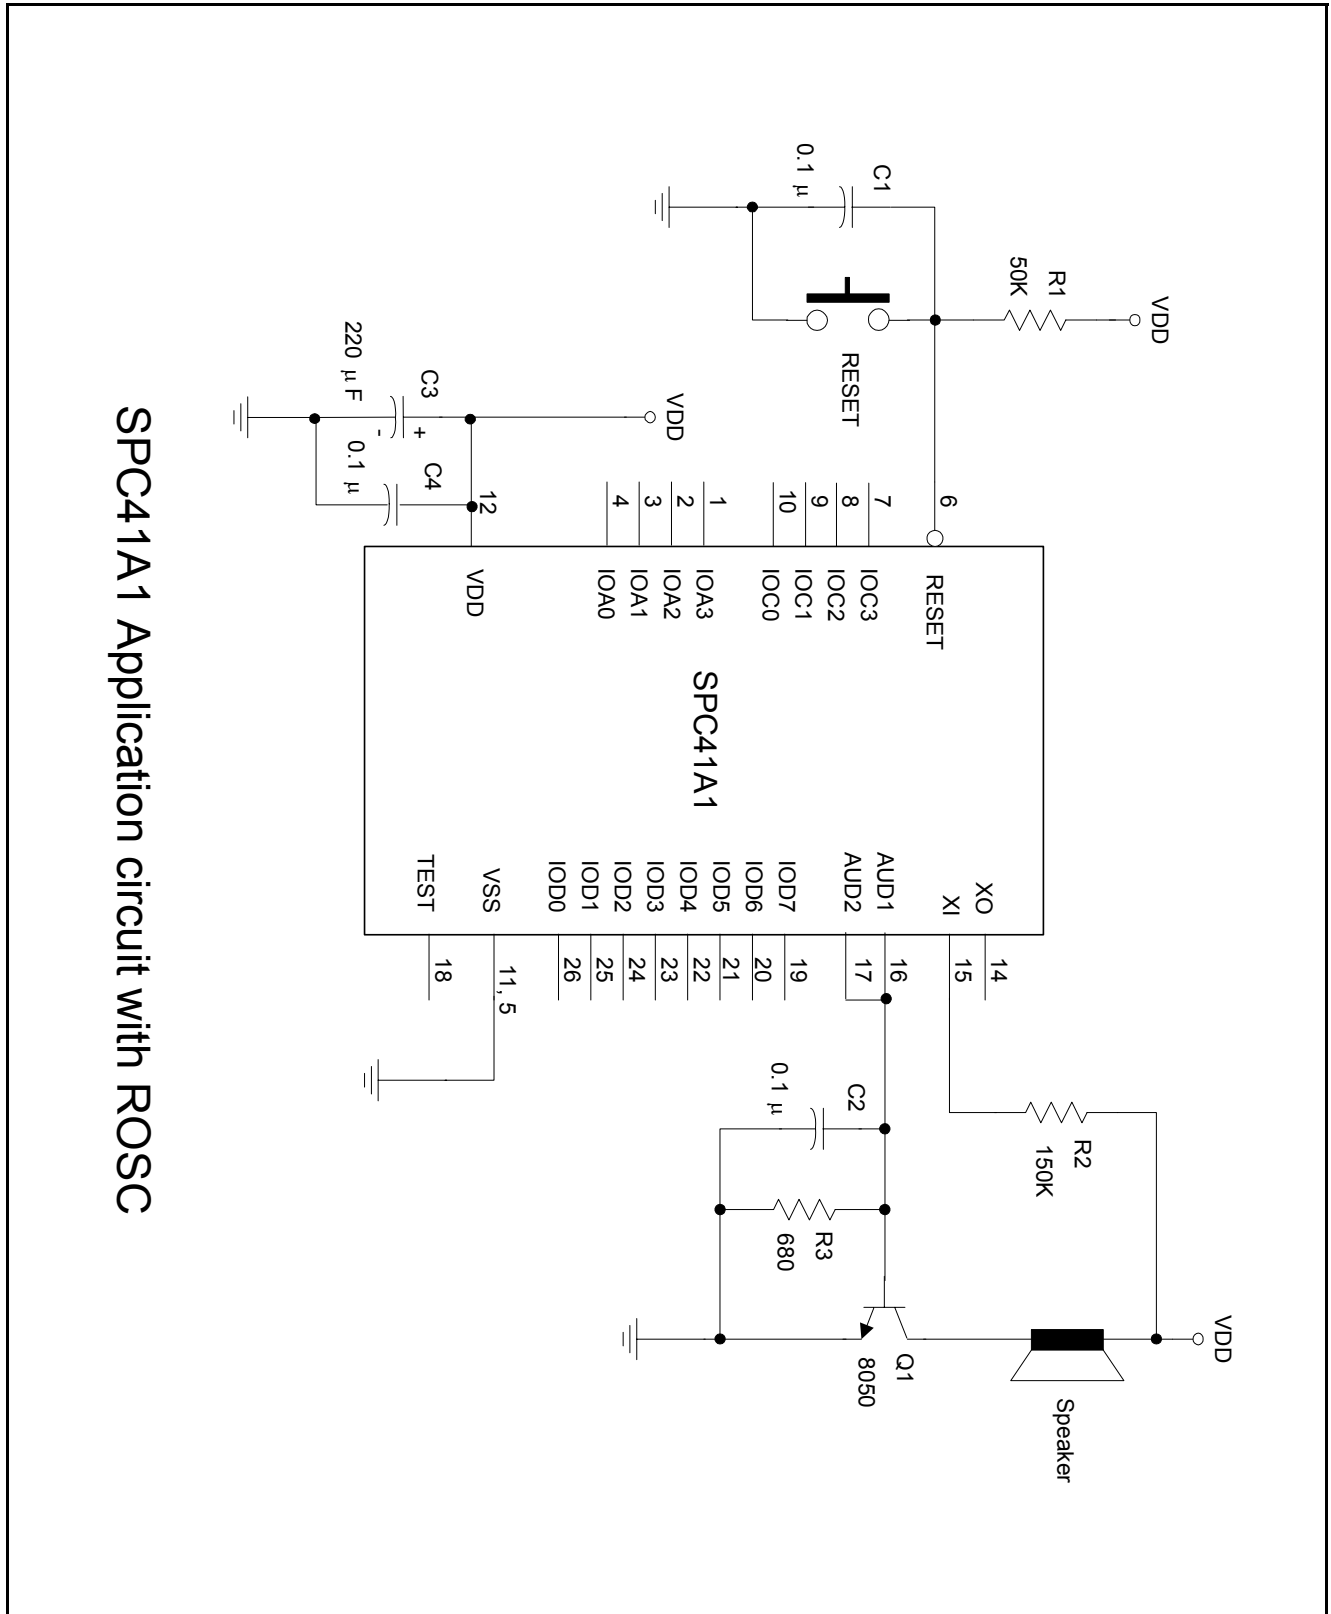 VDD
R1
50K
C1
0.1 μ
RESET
VDD
C3
220 μ F
+
-
C4
0.1 μ
6
7
8
9
10
1
2
3
4
12
RESET
IOC3
IOC2
IOC1
IOC0
IOA3
IOA2
IOA1
IOA0
VDD
SPC41A1
XO
XI
AUD1
AUD2
IOD7
IOD6
IOD5
IOD4
IOD3
IOD2
IOD1
IOD0
VSS
TEST
14
15
16
17
19
20
21
22
23
24
25
26
11, 5
18
R2
150K
C2
0.1 μ
R3
680
Q1
8050
VDD
Speaker
SPC41A1 Application circuit with ROSC